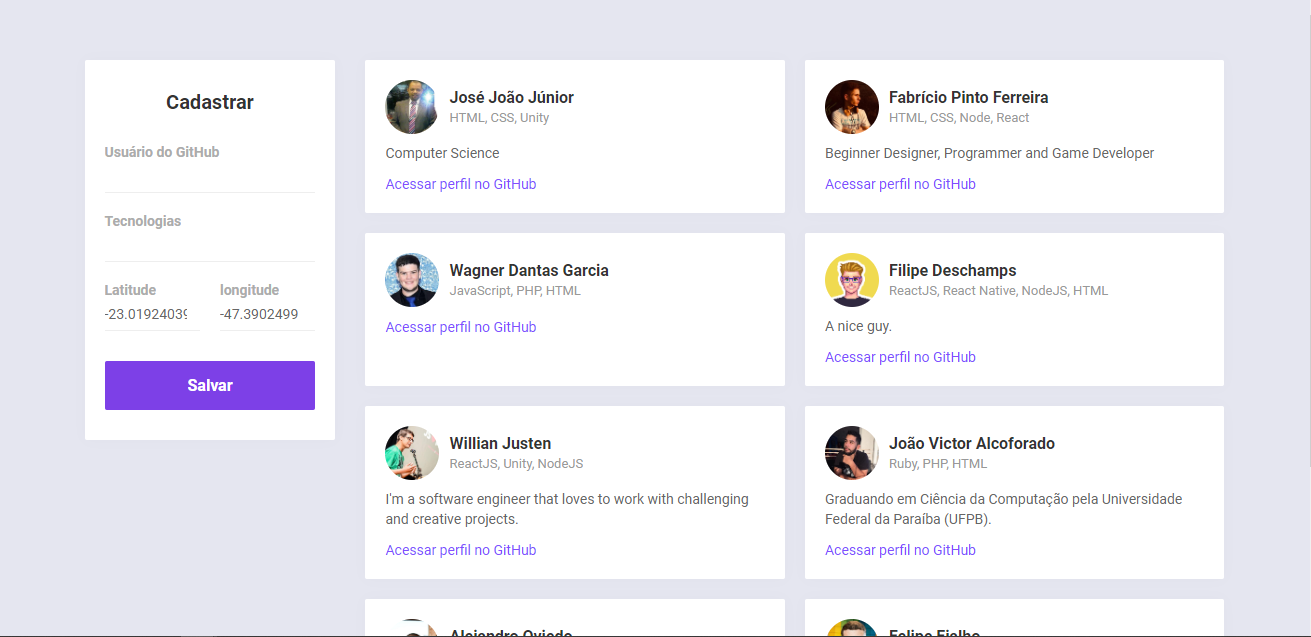 Cadastrar
Usuário do GitHub
Tecnologias
Latitude
longitude
-23.01924039
-47.3902499
Salvar
José João Júnior
HTML, CSS, Unity
Computer Science
Acessar perfil no GitHub
Fabrício Pinto Ferreira
HTML, CSS, Node, React
Beginner Designer, Programmer and Game Developer
Acessar perfil no GitHub
Wagner Dantas Garcia
JavaScript, PHP, HTML
Acessar perfil no GitHub
Filipe Deschamps
ReactJS, React Native, NodeJS, HTML
A nice guy.
Acessar perfil no GitHub
Willian Justen
ReactJS, Unity, NodeJS
I'm a software engineer that loves to work with challenging
and creative projects.
Acessar perfil no GitHub
João Victor Alcoforado
Ruby, PHP, HTML
Graduando em Ciência da Computação pela Universidade
Federal da Paraíba (UFPB).
Acessar perfil no GitHub
Alejandro Oviedo
Felipe Fialho